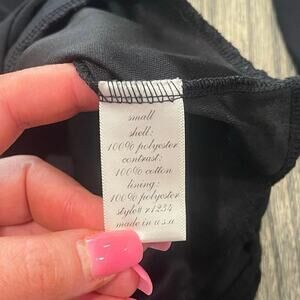 small
shell:
100% polyester
contrast:
100% cotton
lining:
100% polyester
style# r1234
made in u.s.a